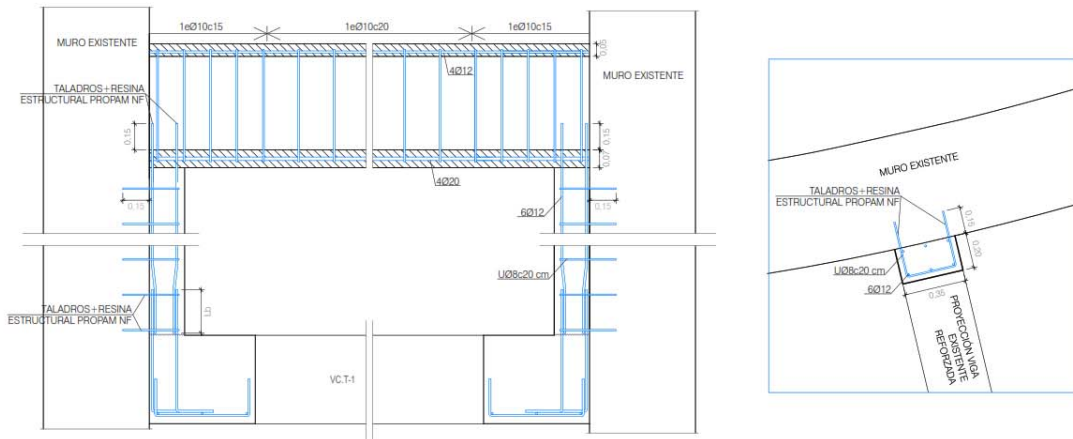 1eØ10c15
1eØ10c20
1eØ10c15
MURO EXISTENTE
0,05
4Ø12
MURO EXISTENTE
TALADROS+RESINA
ESTRUCTURAL PROPAM NF
0,15
0,15
0,07
4Ø20
0,15
6Ø12
0,15
UØ8c20 cm
TALADROS+RESINA
ESTRUCTURAL PROPAM NF
Lb
VC.T-1
MURO EXISTENTE
TALADROS+RESINA
ESTRUCTURAL PROPAM NF
0,15
0,20
UØ8c20 cm
6Ø12
0,35
PROYECCIÓN VIGA
EXISTENTE
REFORZADA